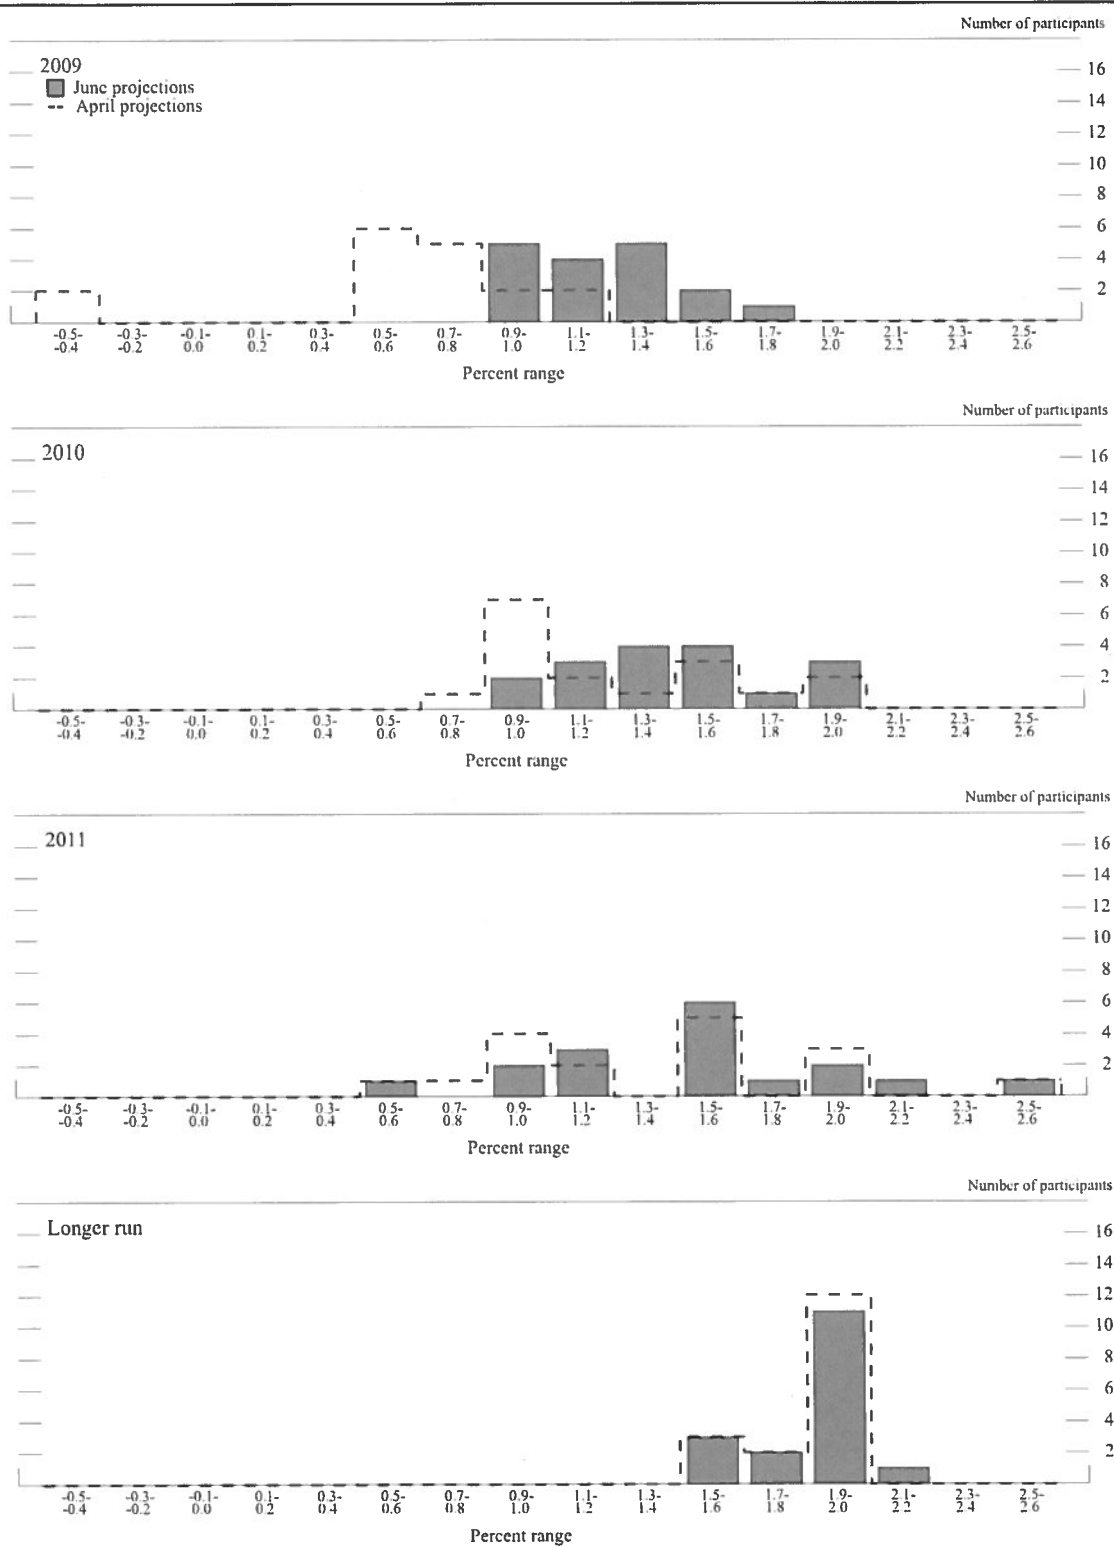 Number of participants
2009
June projections
April projections
16
14
12
10
8
6
4
2
-0.5- -0.3- -0.1- 0.1- 0.3- 0.5- 0.7- 0.9- 1.1- 1.3- 1.5- 1.7- 1.9- 2.1- 2.3- 2.5-
-0.4 -0.2 0.0 0.2 0.4 0.6 0.8 1.0 1.2 1.4 1.6 1.8 2.0 2.2 2.4 2.6
Percent range
Number of participants
2010
16
14
12
10
8
6
4
2
-0.5- -0.3- -0.1- 0.1- 0.3- 0.5- 0.7- 0.9- 1.1- 1.3- 1.5- 1.7- 1.9- 2.1- 2.3- 2.5-
-0.4 -0.2 0.0 0.2 0.4 0.6 0.8 1.0 1.2 1.4 1.6 1.8 2.0 2.2 2.4 2.6
Percent range
Number of participants
2011
16
14
12
10
8
6
4
2
-0.5- -0.3- -0.1- 0.1- 0.3- 0.5- 0.7- 0.9- 1.1- 1.3- 1.5- 1.7- 1.9- 2.1- 2.3- 2.5-
-0.4 -0.2 0.0 0.2 0.4 0.6 0.8 1.0 1.2 1.4 1.6 1.8 2.0 2.2 2.4 2.6
Percent range
Number of participants
Longer run
16
14
12
10
8
6
4
2
-0.5- -0.3- -0.1- 0.1- 0.3- 0.5- 0.7- 0.9- 1.1- 1.3- 1.5- 1.7- 1.9- 2.1- 2.3- 2.5-
-0.4 -0.2 0.0 0.2 0.4 0.6 0.8 1.0 1.2 1.4 1.6 1.8 2.0 2.2 2.4 2.6
Percent range